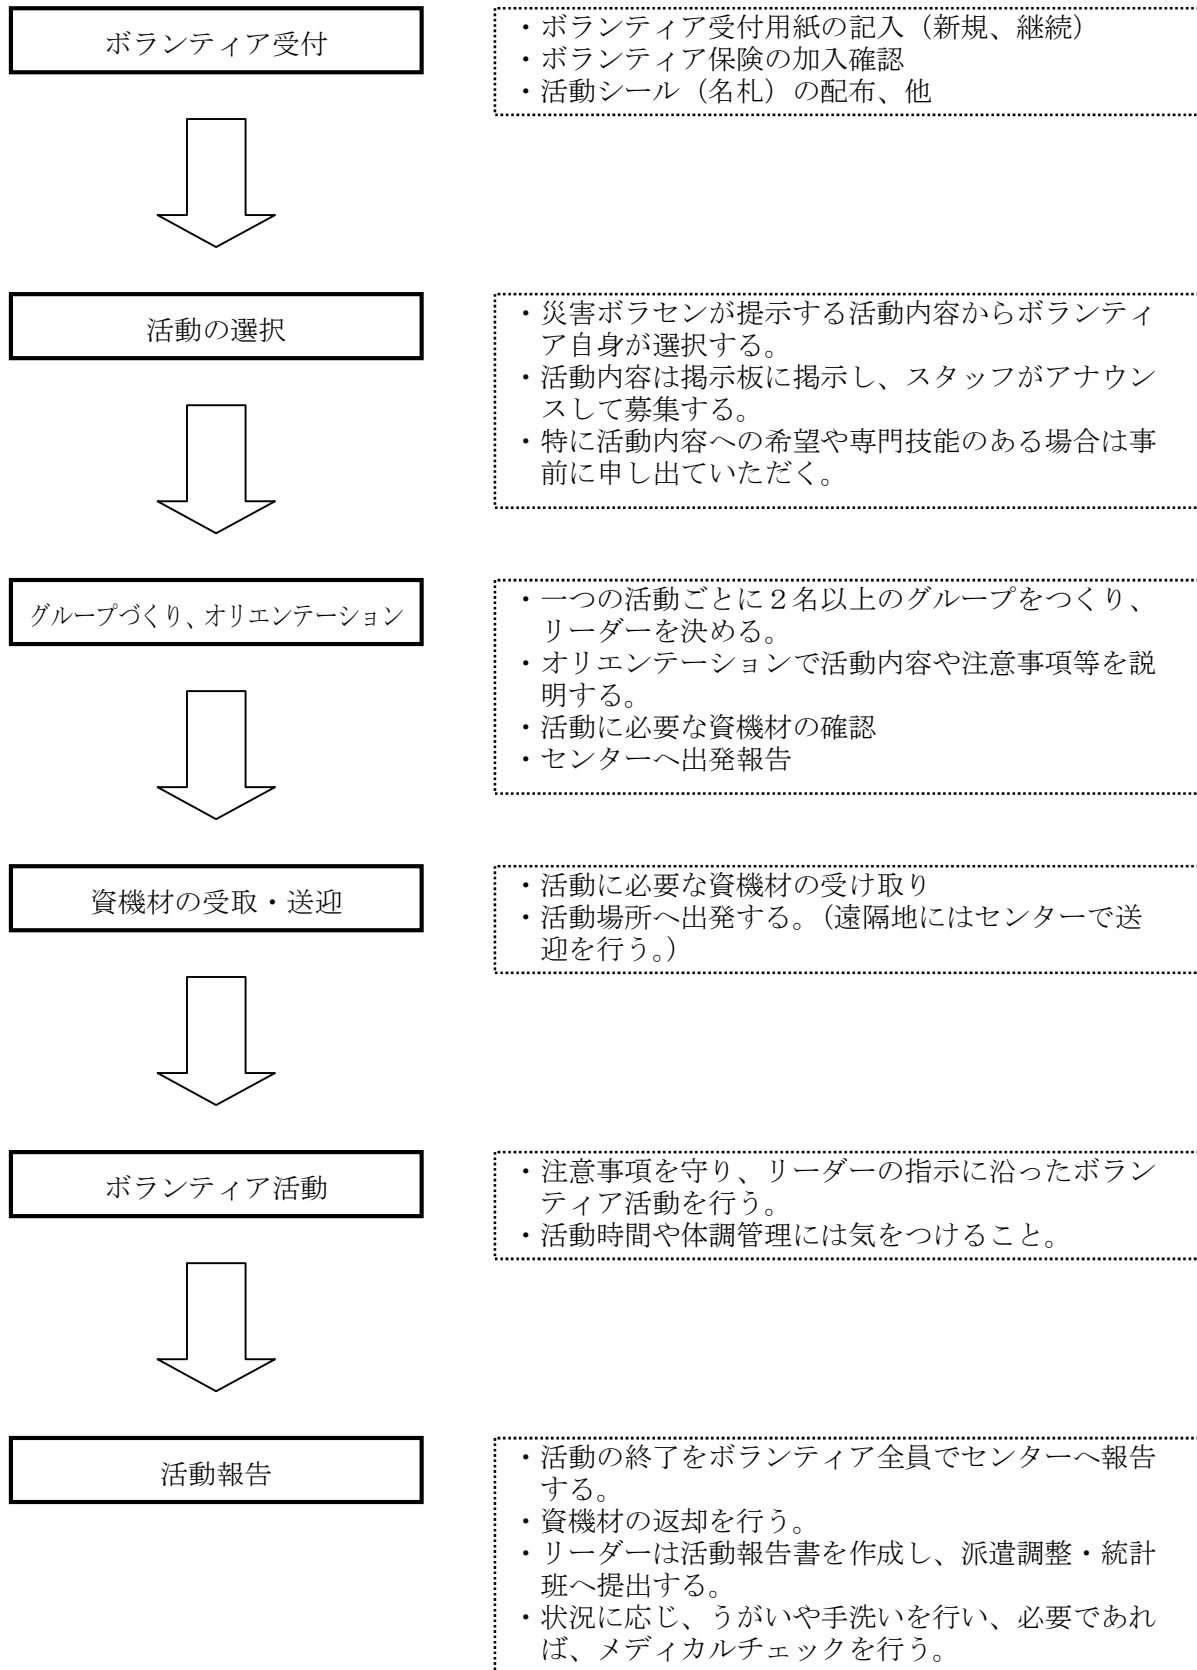 ボランティア受付
・ボランティア受付用紙の記入（新規、継続）
・ボランティア保険の加入確認
・活動シール（名札）の配布、他
活動の選択
・災害ボラセンが提示する活動内容からボランティ
ア自身が選択する。
・活動内容は掲示板に掲示し、スタッフがアナウン
スして募集する。
・特に活動内容への希望や専門技能のある場合は事
前に申し出ていただく。
グループづくり、オリエンテーション
・一つの活動ごとに２名以上のグループをつくり、
リーダーを決める。
・オリエンテーションで活動内容や注意事項等を説
明する。
・活動に必要な資機材の確認
・センターへ出発報告
資機材の受取・送迎
・活動に必要な資機材の受け取り
・活動場所へ出発する。（遠隔地にはセンターで送
迎を行う。）
ボランティア活動
・注意事項を守り、リーダーの指示に沿ったボラン
ティア活動を行う。
・活動時間や体調管理には気をつけること。
活動報告
・活動の終了をボランティア全員でセンターへ報告
する。
・資機材の返却を行う。
・リーダーは活動報告書を作成し、派遣調整・統計
班へ提出する。
・状況に応じ、うがいや手洗いを行い、必要であれ
ば、メディカルチェックを行う。